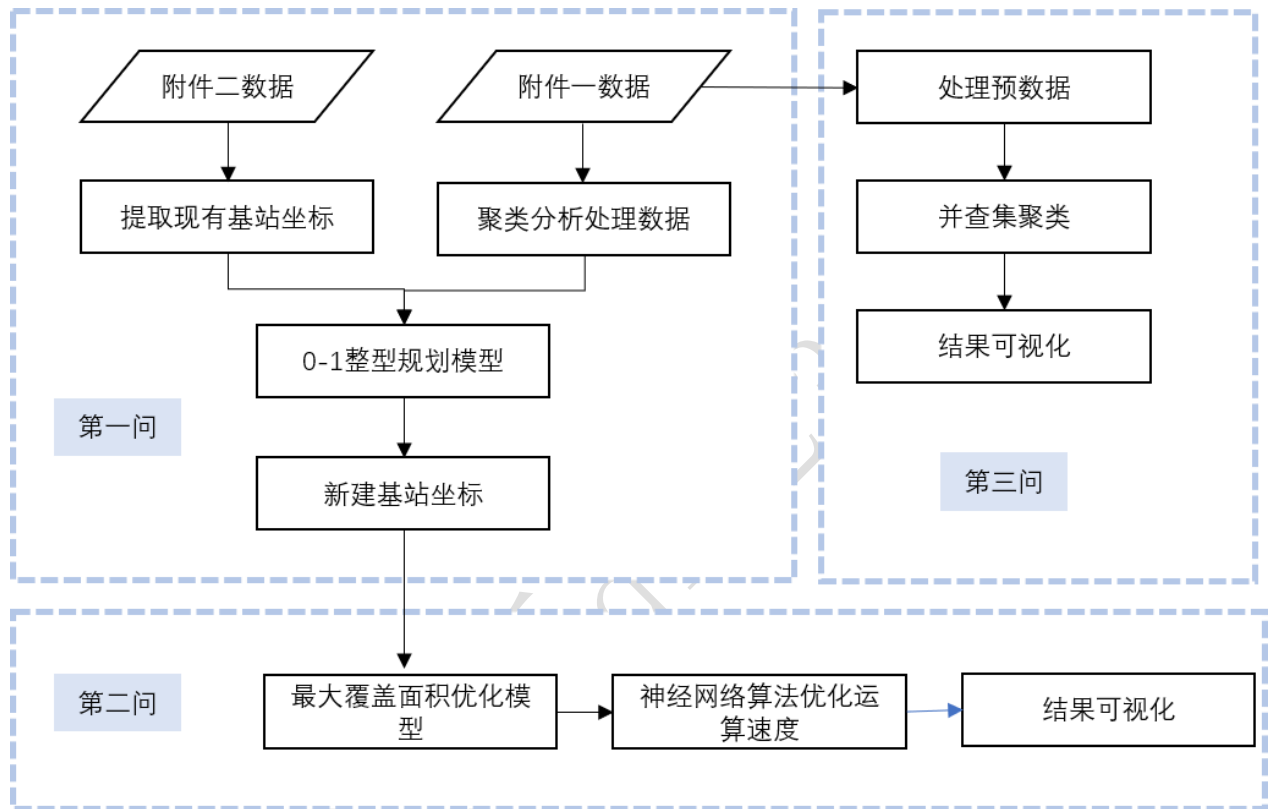 附件二数据
附件一数据
处理预数据
提取现有基站坐标
聚类分析处理数据
并查集聚类
0-1整型规划模型
结果可视化
第一问
新建基站坐标
第三问
第二问
最大覆盖面积优化模
型
神经网络算法优化运
算速度
结果可视化